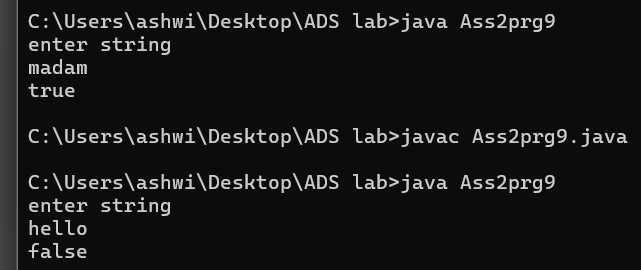 C:\Users\ashwi\Desktop\ADS lab>java Ass2prg9
enter string
madam
true
C:\Users\ashwi\Desktop\ADS lab>javac Ass2prg9.java
C:\Users\ashwi\Desktop\ADS lab>java Ass2prg9
enter string
hello
false